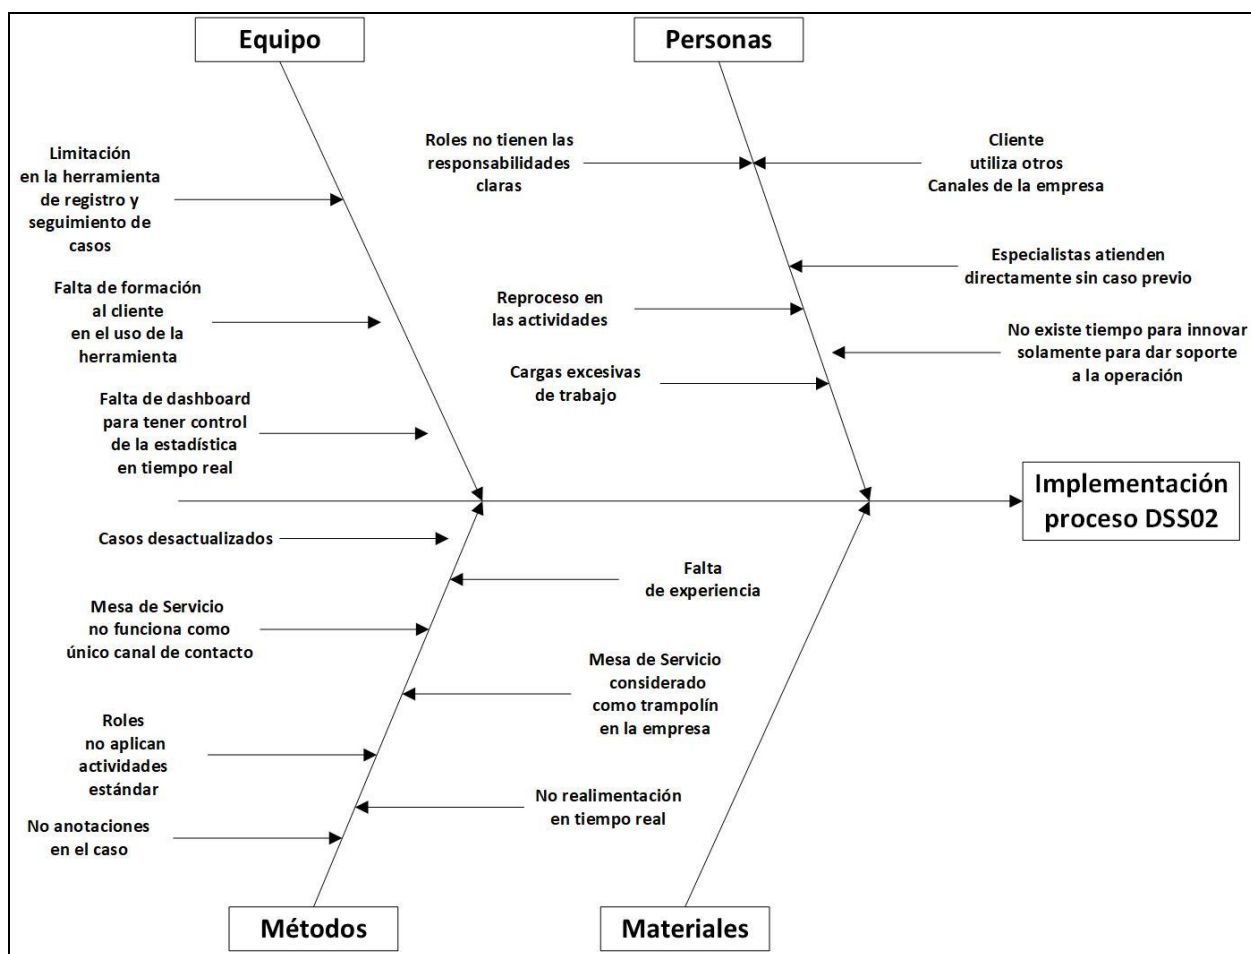 Equipo
Personas
Limitación
en la herramienta
de registro y
seguimiento de
casos
Falta de formación
al cliente
en el uso de la
herramienta
Falta de dashboard
para tener control
de la estadística
en tiempo real
Roles no tienen las
responsabilidades
claras
Cliente
utiliza otros
Canales de la empresa
Especialistas atienden
directamente sin caso previo
Reproceso en
las actividades
No existe tiempo para innovar
solamente para dar soporte
a la operación
Cargas excesivas
de trabajo
Implementación
proceso DSS02
Casos desactualizados
Falta
de experiencia
Mesa de Servicio
no funciona como
único canal de contacto
Mesa de Servicio
considerado
como trampolín
en la empresa
Roles
no aplican
actividades
estándar
No realimentación
en tiempo real
No anotaciones
en el caso
Métodos
Materiales